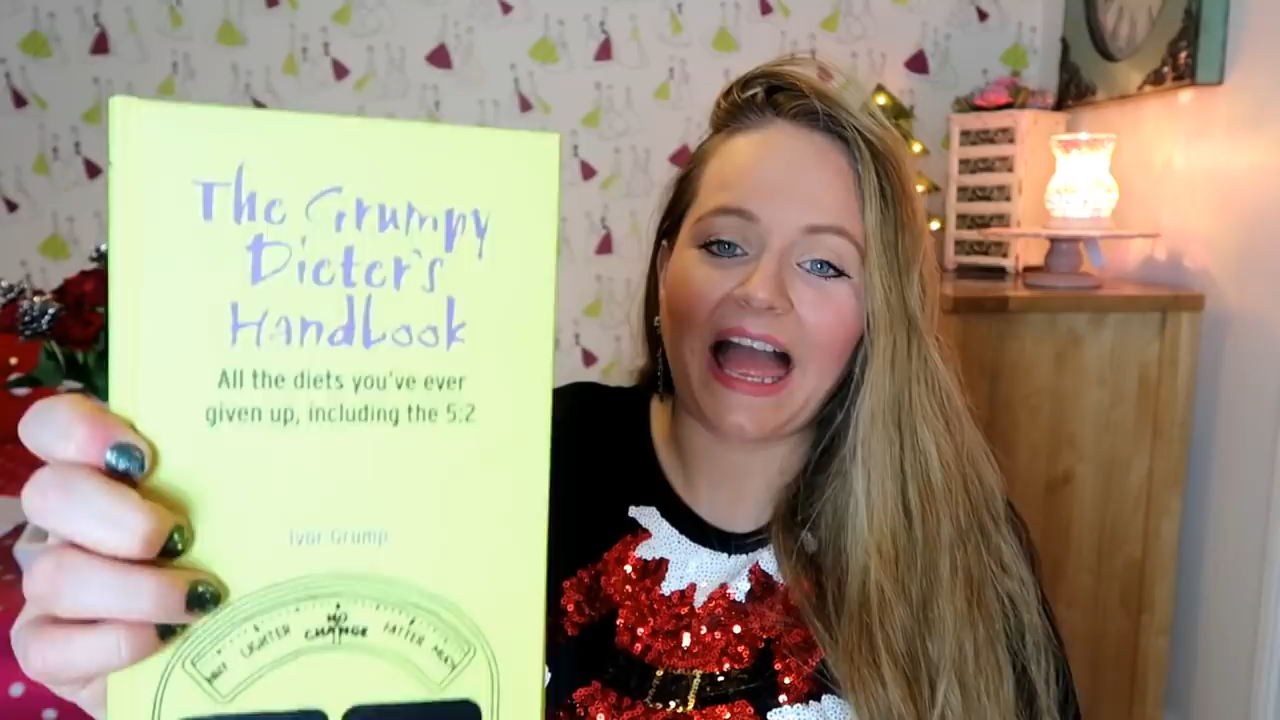 The Grumpy
Dieter's
Handbook
All the diets you've ever
given up, including the 5:2
Ivor Grump
LIGHTER NO CHANGE FATTER